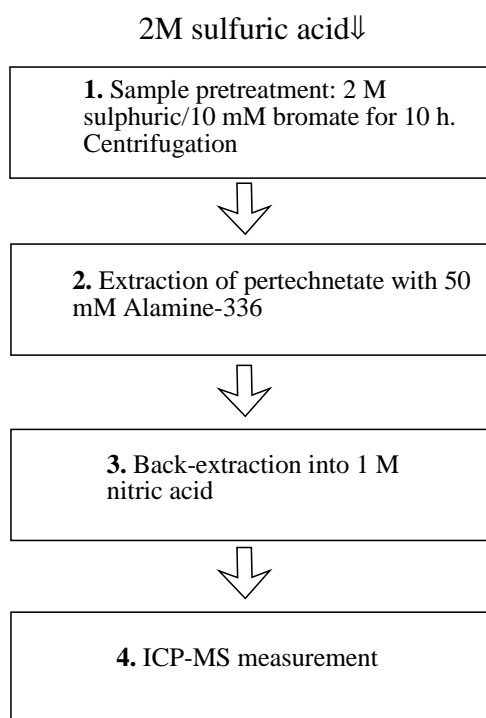 2M sulfuric acid⇓
1. Sample pretreatment: 2 M
sulphuric/10 mM bromate for 10 h.
Centrifugation
2. Extraction of pertechnetate with 50
mM Alamine-336
3. Back-extraction into 1 M
nitric acid
4. ICP-MS measurement